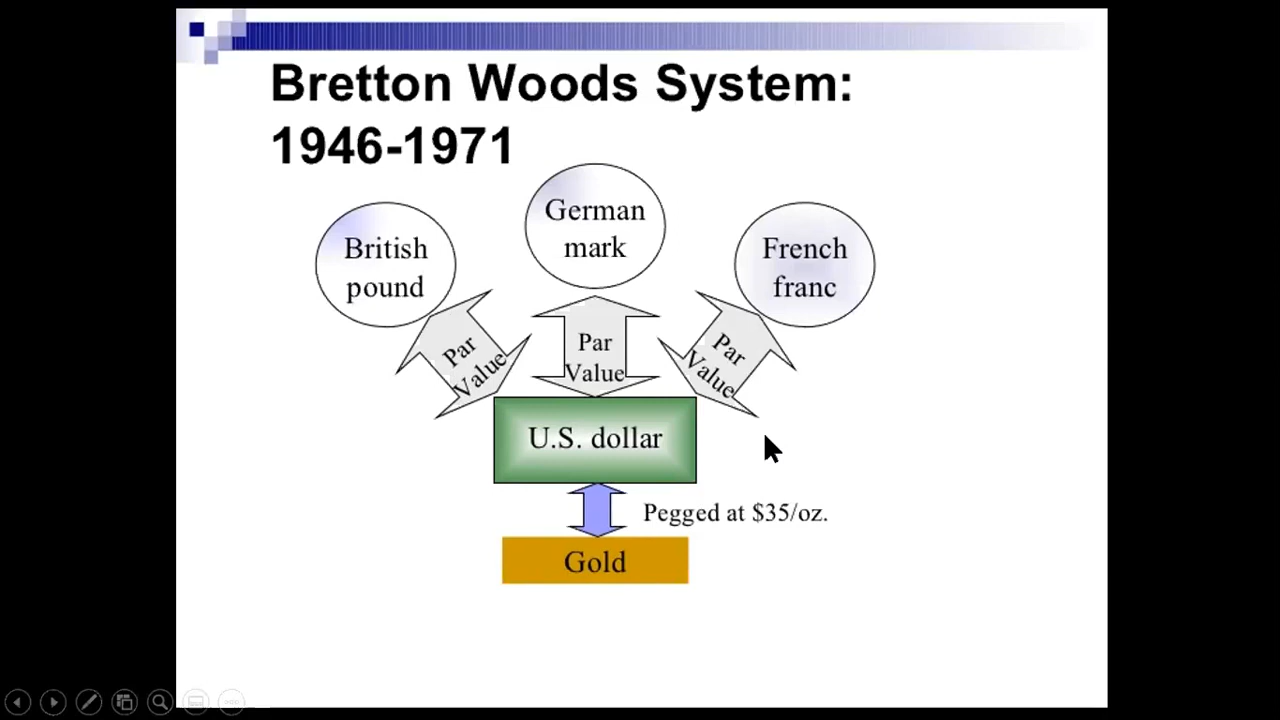 Bretton Woods System:
1946-1971
German
mark
British
pound
French
franc
Par
Value
Par
Value
Par
Value
U.S. dollar
Pegged at $35/oz.
Gold